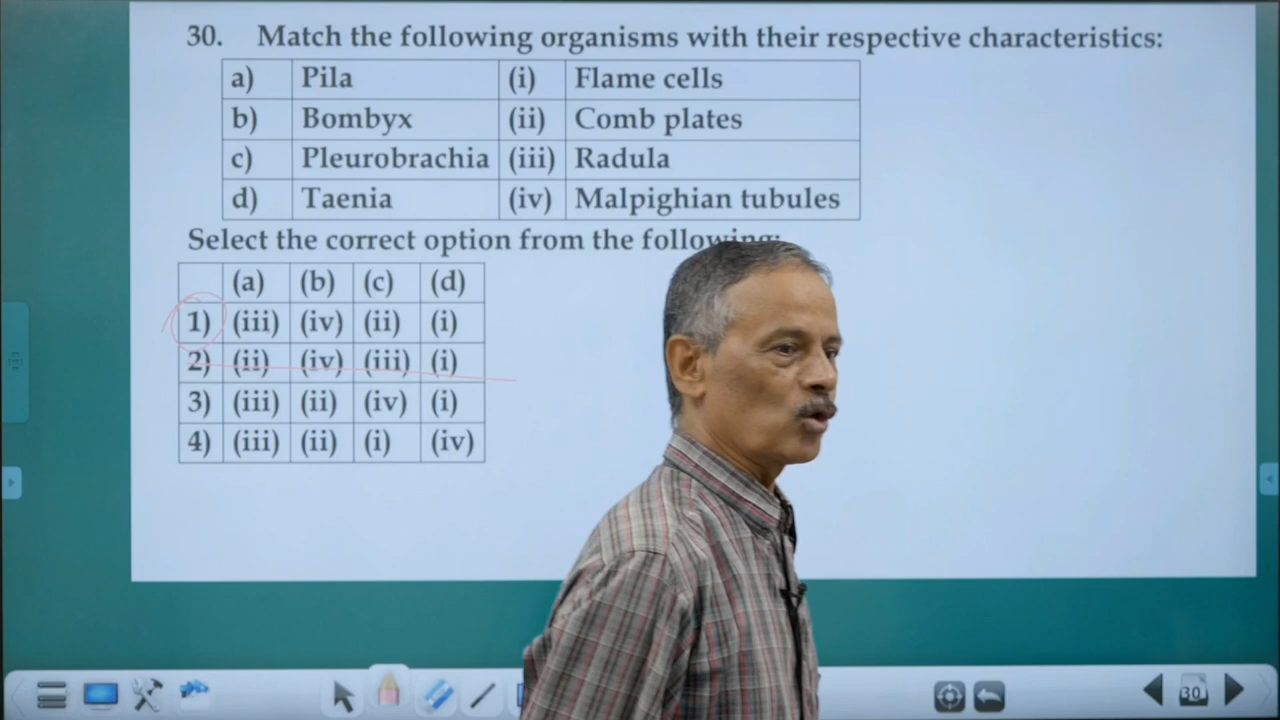 30. Match the following organisms with their respective characteristics:
a) Pila (i) Flame cells
b) Bombyx (ii) Comb plates
c) Pleurobrachia (iii) Radula
d) Taenia (iv) Malpighian tubules
Select the correct option from the following:
(a) (b) (c) (d)
1) (iii) (iv) (ii) (i)
2) (ii) (iv) (iii) (i)
3) (iii) (ii) (iv) (i)
4) (iii) (ii) (i) (iv)
30